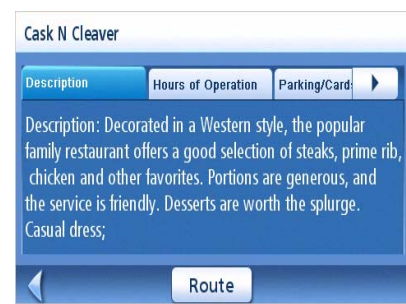 Cask N Cleaver
Description
Hours of Operation
Parking/Card
Description: Decorated in a Western style, the popular
family restaurant offers a good selection of steaks, prime rib,
chicken and other favorites. Portions are generous, and
the service is friendly. Desserts are worth the splurge.
Casual dress;
Route